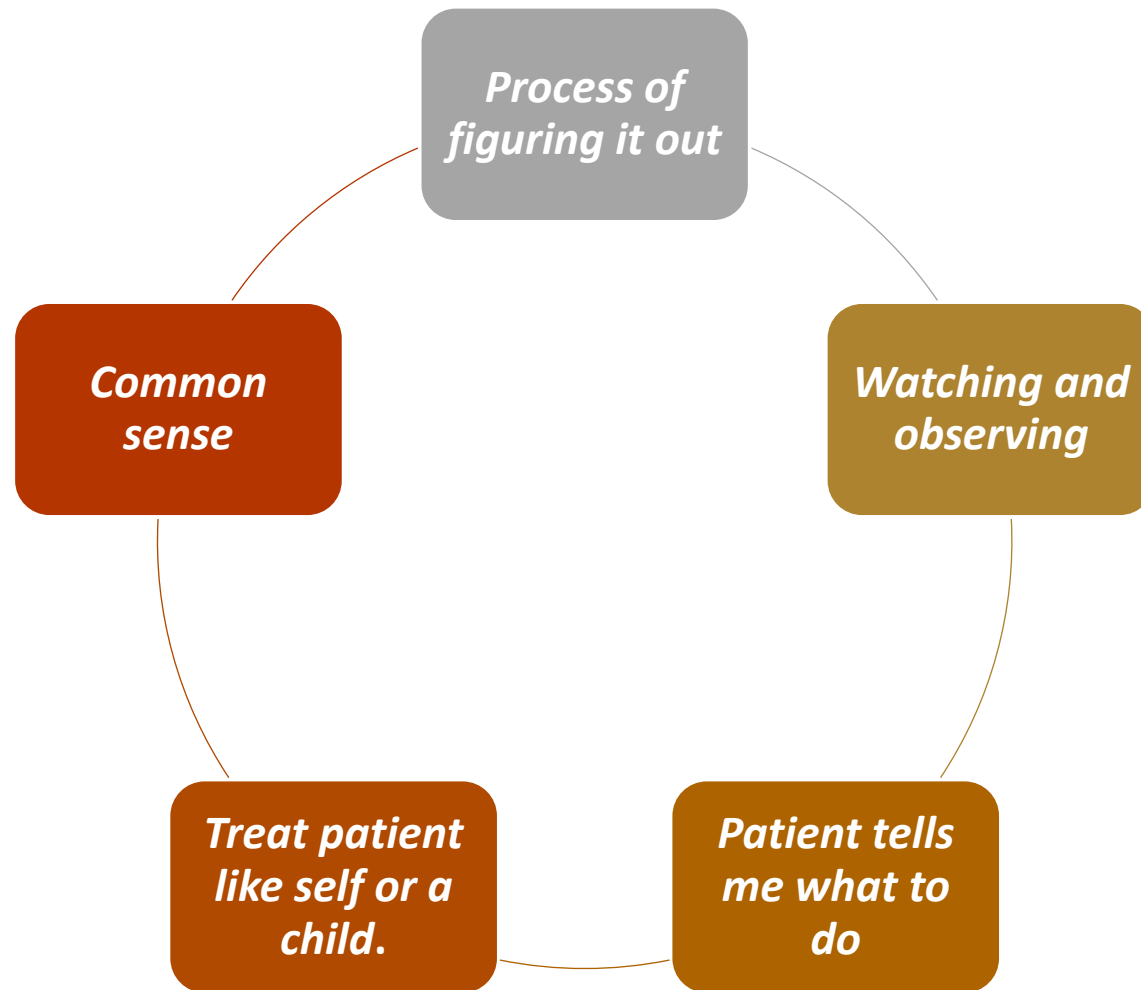 Process of
figuring it out
Watching and
observing
Patient tells
me what to
do
Treat patient
like self or a
child.
Common
sense